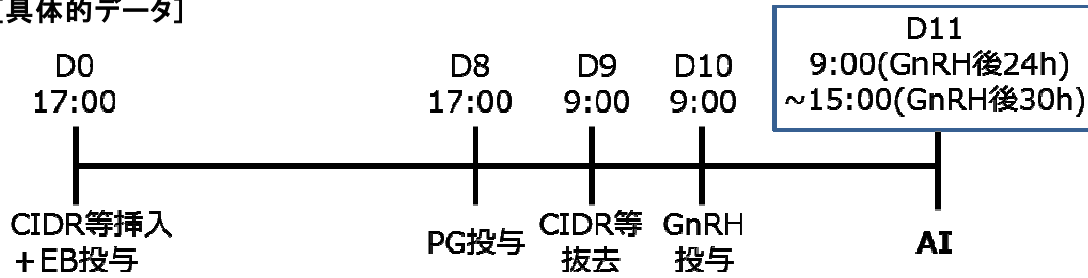 [具体的データ]
D0
17:00
D8
17:00
D9
9:00
D10
9:00
D11
9:00(GnRH後24h)
~15:00(GnRH後30h)
CIDR等挿入
+EB投与
PG投与
CIDR等
抜去
GnRH
投与
AI